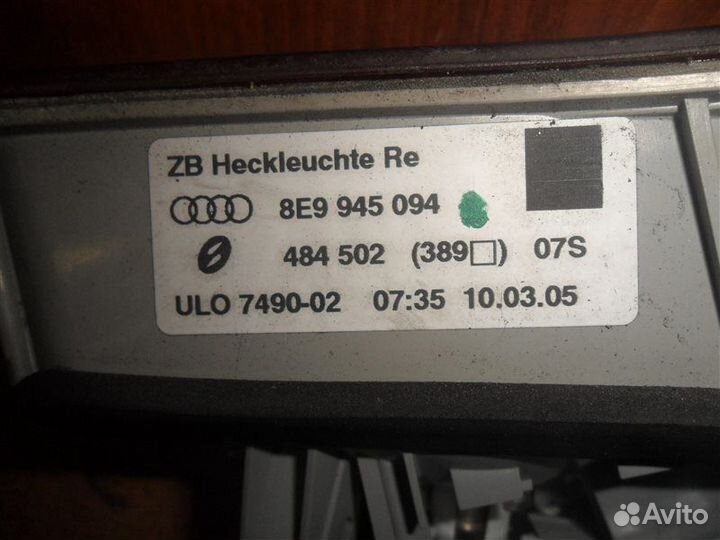 ZB Heckleuchte Re
8E9 945 094
484 502 (389□) 07S
ULO 7490-02 07:35 10.03.05
Avito